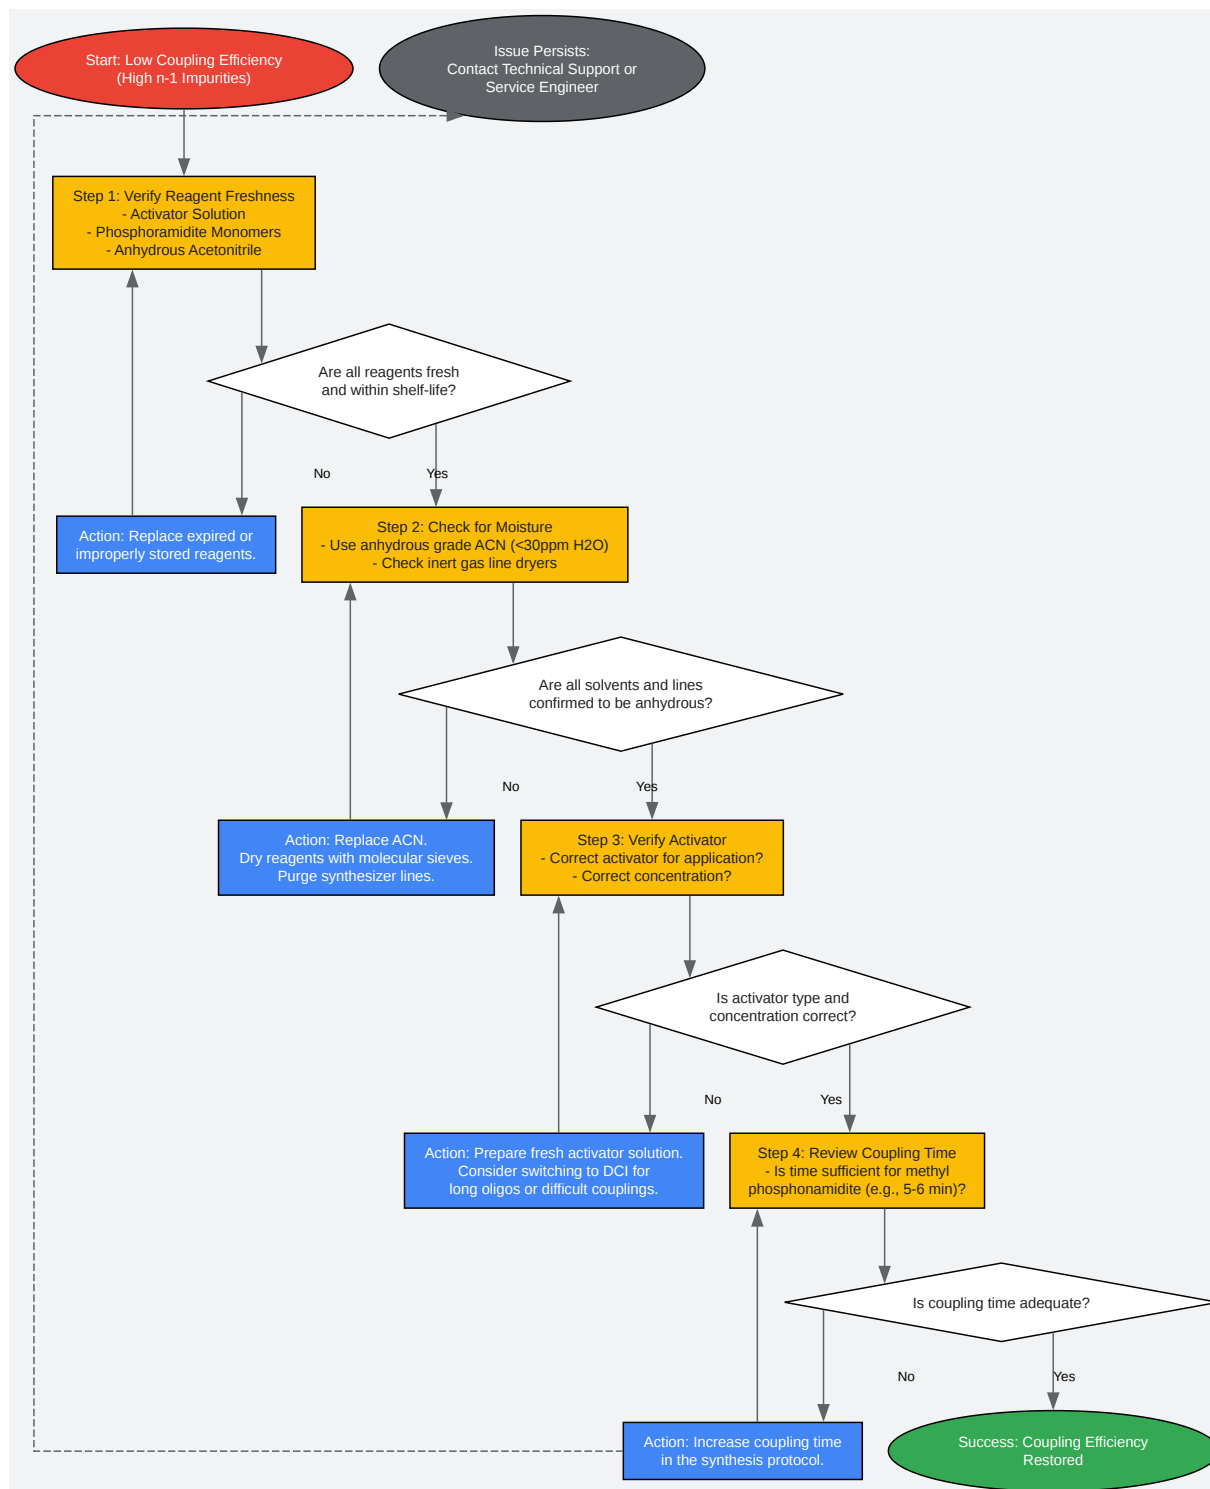 Start: Low Coupling Efficiency
(High n-1 Impurities)
Issue Persists:
Contact Technical Support or
Service Engineer
Step 1: Verify Reagent Freshness
- Activator Solution
- Phosphoramidite Monomers
- Anhydrous Acetonitrile
Are all reagents fresh
and within shelf-life?
No
Yes
Action: Replace expired or
improperly stored reagents.
Step 2: Check for Moisture
- Use anhydrous grade ACN (<30ppm H2O)
- Check inert gas line dryers
Are all solvents and lines
confirmed to be anhydrous?
No
Yes
Action: Replace ACN.
Dry reagents with molecular sieves.
Purge synthesizer lines.
Step 3: Verify Activator
- Correct activator for application?
- Correct concentration?
Is activator type and
concentration correct?
No
Yes
Action: Prepare fresh activator solution.
Consider switching to DCI for
long oligos or difficult couplings.
Step 4: Review Coupling Time
- Is time sufficient for methyl
phosphonamidite (e.g., 5-6 min)?
Is coupling time adequate?
No
Yes
Action: Increase coupling time
in the synthesis protocol.
Success: Coupling Efficiency
Restored